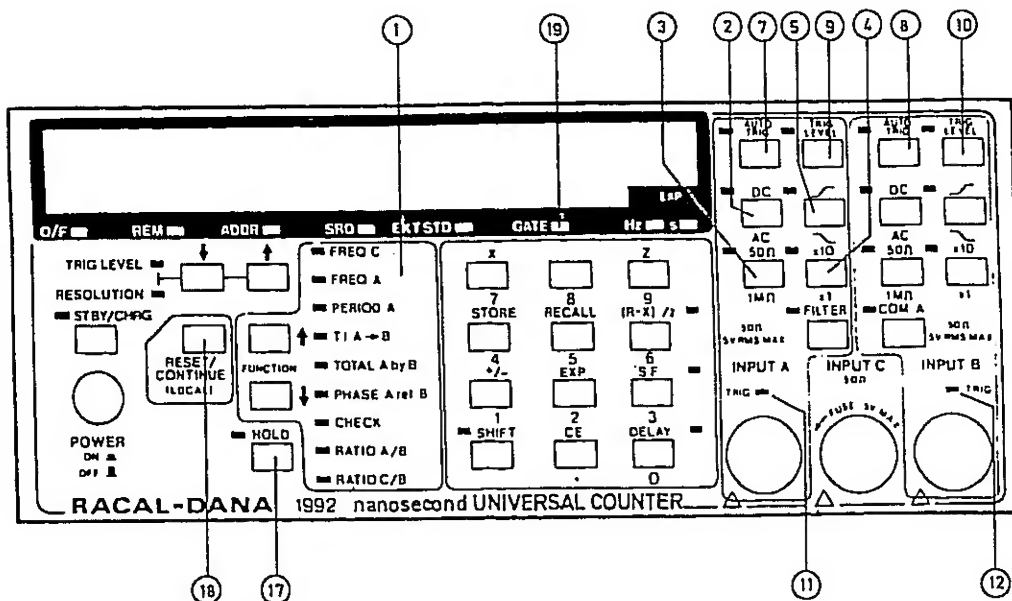 1 19 3 2 7 5 9 4 8 10
AUTO TRIG TRIG LEVEL AUTO TRIG TRIG LEVEL
EXP
O/F REM ADDR SRQ EXT STD GATE Hz s
DC DC
AC AC
50Ω x10 50Ω x10
1MΩ x1 1MΩ x1
FILTER COM A
50Ω
5V RMS MAX
50Ω
5V RMS MAX
INPUT A INPUT C INPUT B
50Ω
TRIG FUSE 5V MAX TRIG
TRIG LEVEL
RESOLUTION
STBY/CHRG
RESET/
CONTINUE
(LOCAL)
FUNCTION
POWER
ON
OFF
HOLD
FREQ C
FREQ A
PERIOD A
T I A → B
TOTAL A by B
PHASE A rel B
CHECK
RATIO A/B
RATIO C/B
X Z
7 8 9
STORE RECALL (R-X)/Z
4 5 6
+/- EXP SF
1 2 3
SHIFT CE DELAY
. 0
RACAL-DANA 1992 nanosecond UNIVERSAL COUNTER
18 17 11 12